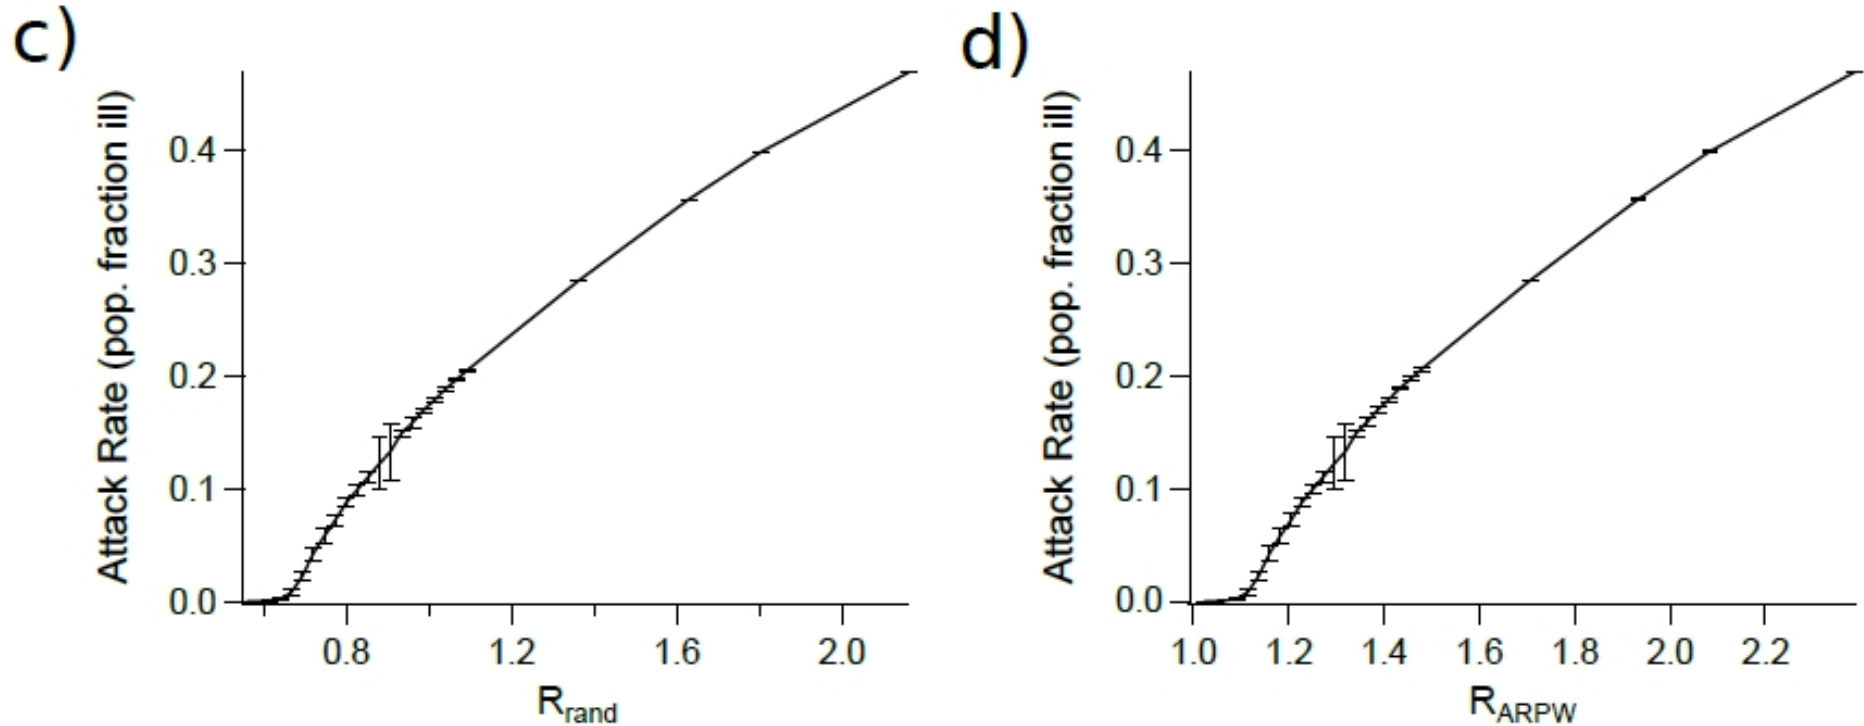 c)
Attack Rate (pop. fraction ill)
0.4
0.3
0.2
0.1
0.0
0.8 1.2 1.6 2.0
Rrand
d)
Attack Rate (pop. fraction ill)
0.4
0.3
0.2
0.1
0.0
1.0 1.2 1.4 1.6 1.8 2.0 2.2
RARPW